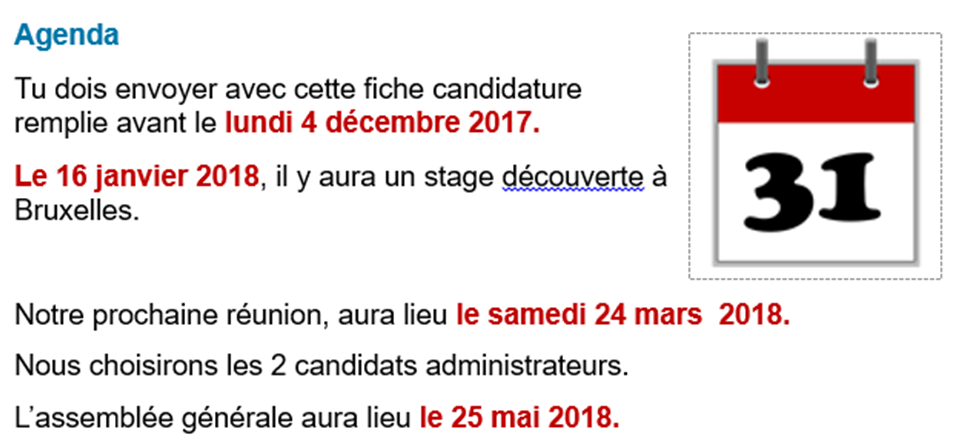 Agenda
Tu dois envoyer avec cette fiche candidature
remplie avant le lundi 4 décembre 2017.
Le 16 janvier 2018, il y aura un stage découverte à
Bruxelles.
31
Notre prochaine réunion, aura lieu le samedi 24 mars  2018.
Nous choisirons les 2 candidats administrateurs.
L’assemblée générale aura lieu le 25 mai 2018.